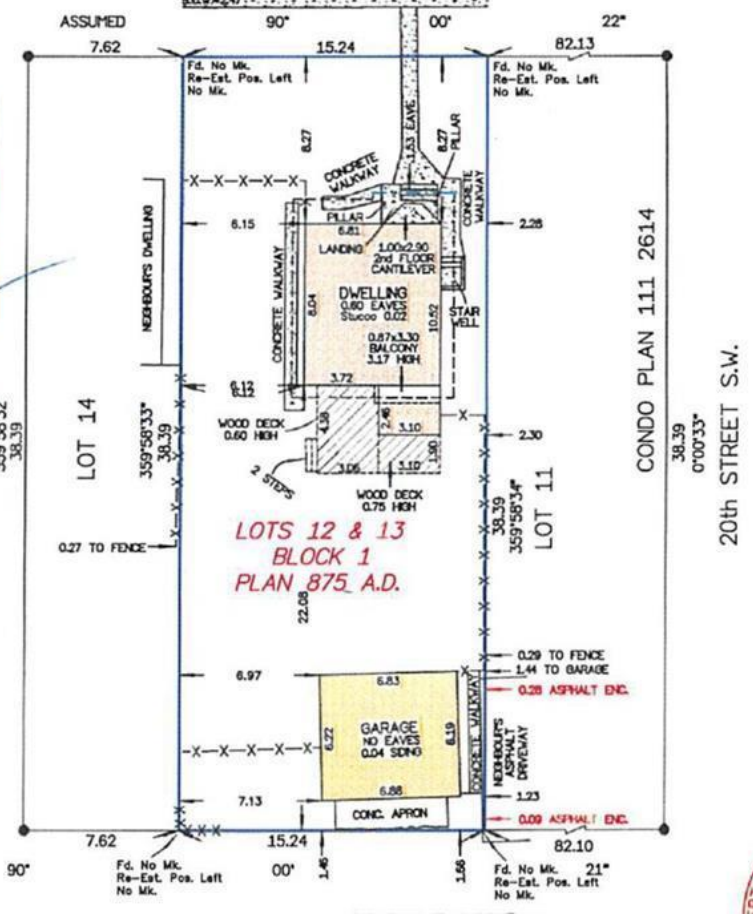 ASSUMED
90°
00'
22"
7.62
15.24
82.13
Fd. No Mk.
Re-Est. Pos. Left
No Mk.
Fd. No Mk.
Re-Est. Pos. Left
No Mk.
8.27
1.53 EAVE
8.27
PILLAR
CONCRETE
WALKWAY
CONCRETE
WALKWAY
NEIGHBOUR'S DWELLING
6.15
PILLAR
6.81
2.28
LANDING
1.00x2.90
2nd FLOOR
CANTILEVER
CONCRETE WALKWAY
DWELLING
0.60 EAVES
Stucco 0.02
8.04
10.52
STAIR
WELL
0.87x3.30
BALCONY
3.17 HIGH
6.12
6.12
3.72
WOOD DECK
0.60 HIGH
4.38
2.46
3.10
2.30
1.90
3.06
3.10
2 STEPS
WOOD DECK
0.75 HIGH
LOT 14
359°58'33"
38.39
38.39
38.39
359°58'34"
LOT 11
CONDO PLAN 111 2614
38.39
0°00'33"
20th STREET S.W.
0.27 TO FENCE
LOTS 12 & 13
BLOCK 1
PLAN 875 A.D.
22.08
0.29 TO FENCE
1.44 TO GARAGE
0.28 ASPHALT ENC.
6.97
6.83
GARAGE
NO EAVES
0.04 SIDING
6.22
6.19
CONCRETE WALKWAY
NEIGHBOUR'S
ASPHALT
DRIVEWAY
7.13
6.88
1.23
CONC. APRON
0.09 ASPHALT ENC.
7.62
15.24
82.10
90°
Fd. No Mk.
Re-Est. Pos. Left
No Mk.
00'
1.45
Fd. No Mk.
Re-Est. Pos. Left
No Mk.
21"